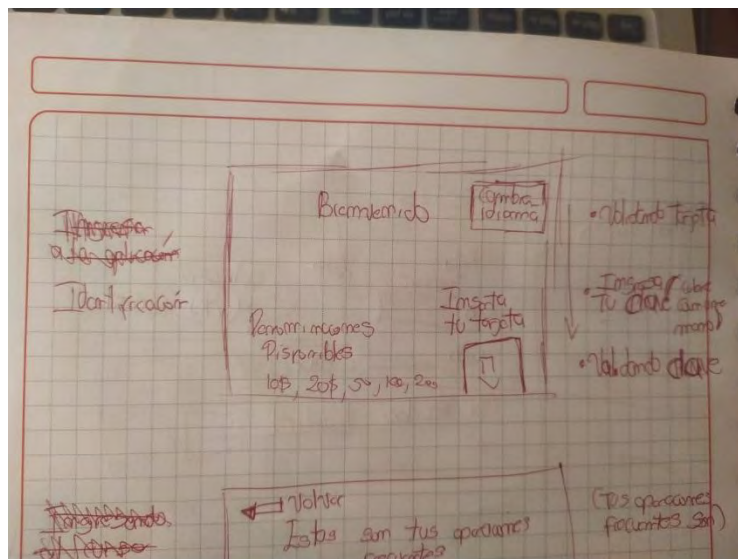 Bienvenido
Cambia
idioma
Identificación
Denominaciones
Disponibles
10$, 20$, 50, 100, 200
Inserta
tu tarjeta
• Validando tarjeta
• Ingresa
tu clave
• Validando clave
Volver
Estas son tus operaciones
(Tus operaciones
frecuentes son)